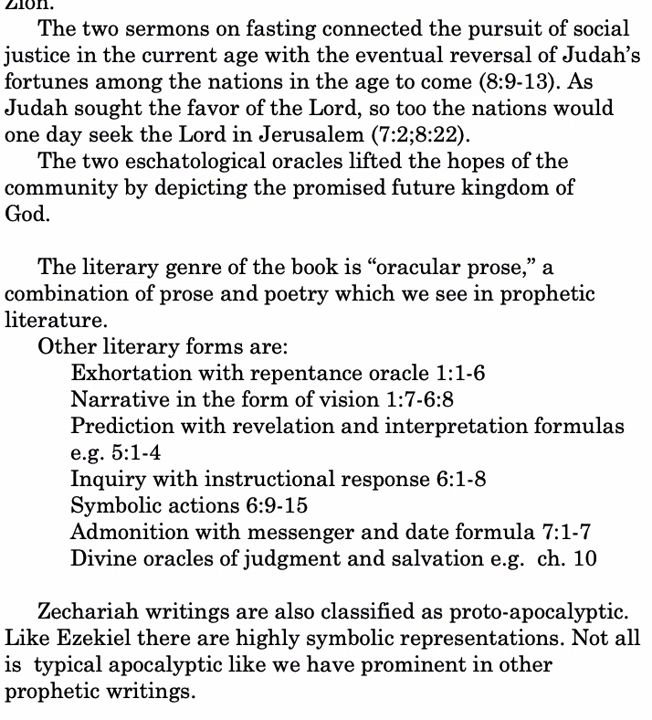 Zion.
The two sermons on fasting connected the pursuit of social
justice in the current age with the eventual reversal of Judah's
fortunes among the nations in the age to come (8:9-13). As
Judah sought the favor of the Lord, so too the nations would
one day seek the Lord in Jerusalem (7:2;8:22).
The two eschatological oracles lifted the hopes of the
community by depicting the promised future kingdom of
God.
The literary genre of the book is “oracular prose,” a
combination of prose and poetry which we see in prophetic
literature.
Other literary forms are:
Exhortation with repentance oracle 1:1-6
Narrative in the form of vision 1:7-6:8
Prediction with revelation and interpretation formulas
e.g. 5:1-4
Inquiry with instructional response 6:1-8
Symbolic actions 6:9-15
Admonition with messenger and date formula 7:1-7
Divine oracles of judgment and salvation e.g.  ch. 10
Zechariah writings are also classified as proto-apocalyptic.
Like Ezekiel there are highly symbolic representations. Not all
is  typical apocalyptic like we have prominent in other
prophetic writings.